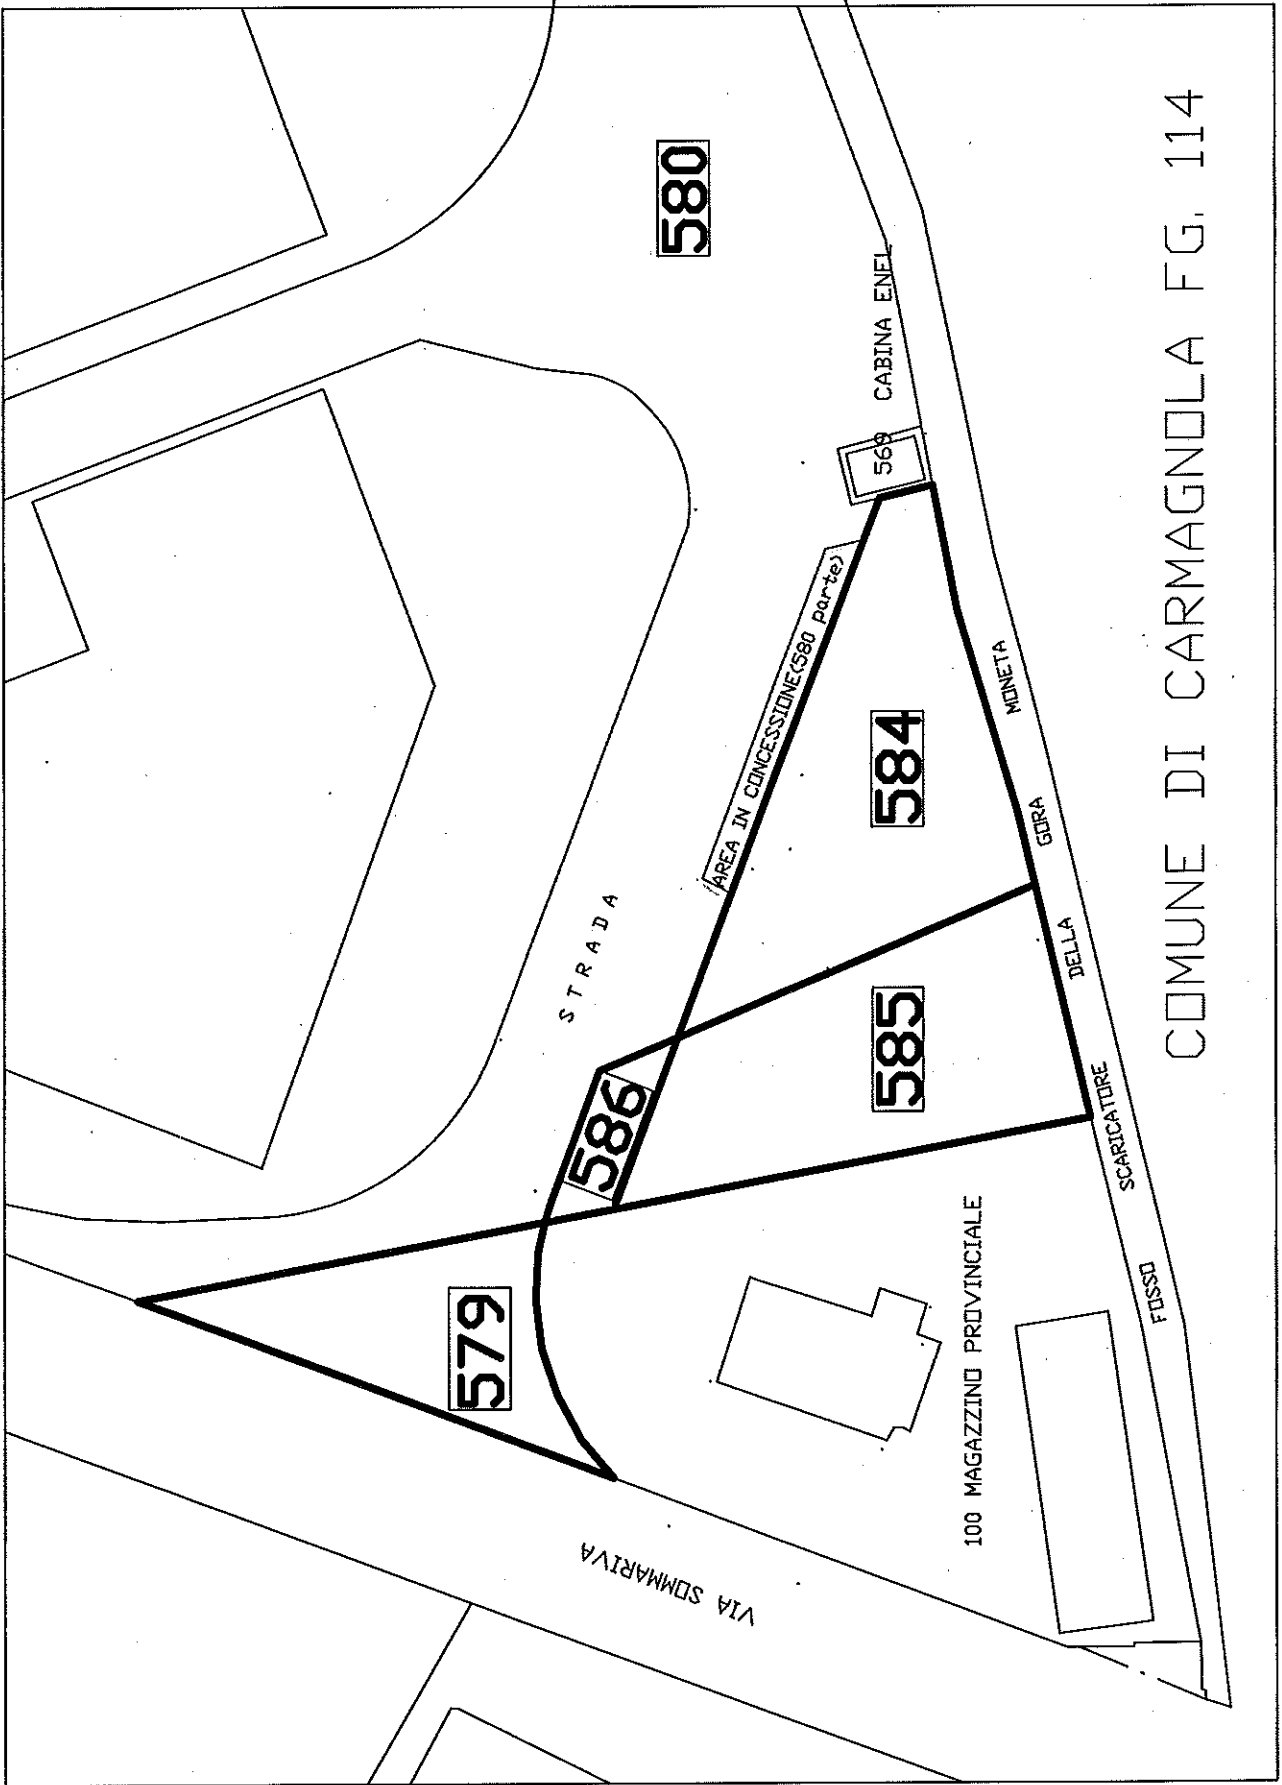 COMUNE DI CARMAGNOLA FG. 114
580
569 CABINA ENEL
(AREA IN CONCESSIONE(580 parte)
584
585
586
579
STRADA
FOSSO SCARICATORE DELLA GORA MONETA
100 MAGAZZINO PROVINCIALE
VIA SOMMARIVA